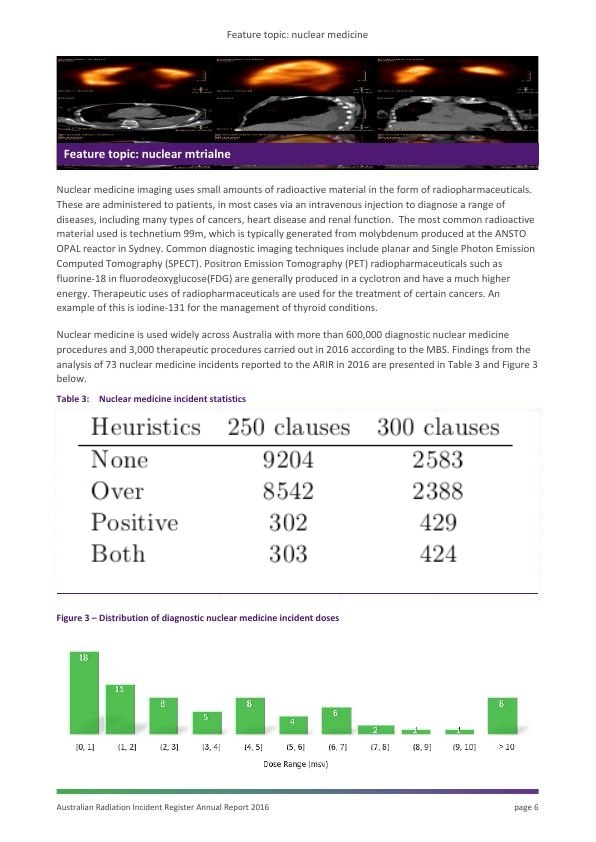 Feature topic: nuclear medicine
Feature topic: nuclear mtrialne
Nuclear medicine imaging uses small amounts of radioactive material in the form of radiopharmaceuticals.
These are administered to patients, in most cases via an intravenous injection to diagnose a range of
diseases, including many types of cancers, heart disease and renal function.  The most common radioactive
material used is technetium 99m, which is typically generated from molybdenum produced at the ANSTO
OPAL reactor in Sydney. Common diagnostic imaging techniques include planar and Single Photon Emission
Computed Tomography (SPECT). Positron Emission Tomography (PET) radiopharmaceuticals such as
fluorine-18 in fluorodeoxyglucose(FDG) are generally produced in a cyclotron and have a much higher
energy. Therapeutic uses of radiopharmaceuticals are used for the treatment of certain cancers. An
example of this is iodine-131 for the management of thyroid conditions.
Nuclear medicine is used widely across Australia with more than 600,000 diagnostic nuclear medicine
procedures and 3,000 therapeutic procedures carried out in 2016 according to the MBS. Findings from the
analysis of 73 nuclear medicine incidents reported to the ARIR in 2016 are presented in Table 3 and Figure 3
below.
Table 3: Nuclear medicine incident statistics
Heuristics 250 clauses 300 clauses
None 9204 2583
Over 8542 2388
Positive 302 429
Both 303 424
Figure 3 – Distribution of diagnostic nuclear medicine incident doses
18 11 8 5 8 4 6 2 1 1 8
[0, 1] (1, 2] (2, 3] (3, 4] (4, 5] (5, 6] (6, 7] (7, 8] (8, 9] (9, 10] > 10
Dose Range (msv)
Australian Radiation Incident Register Annual Report 2016 page 6